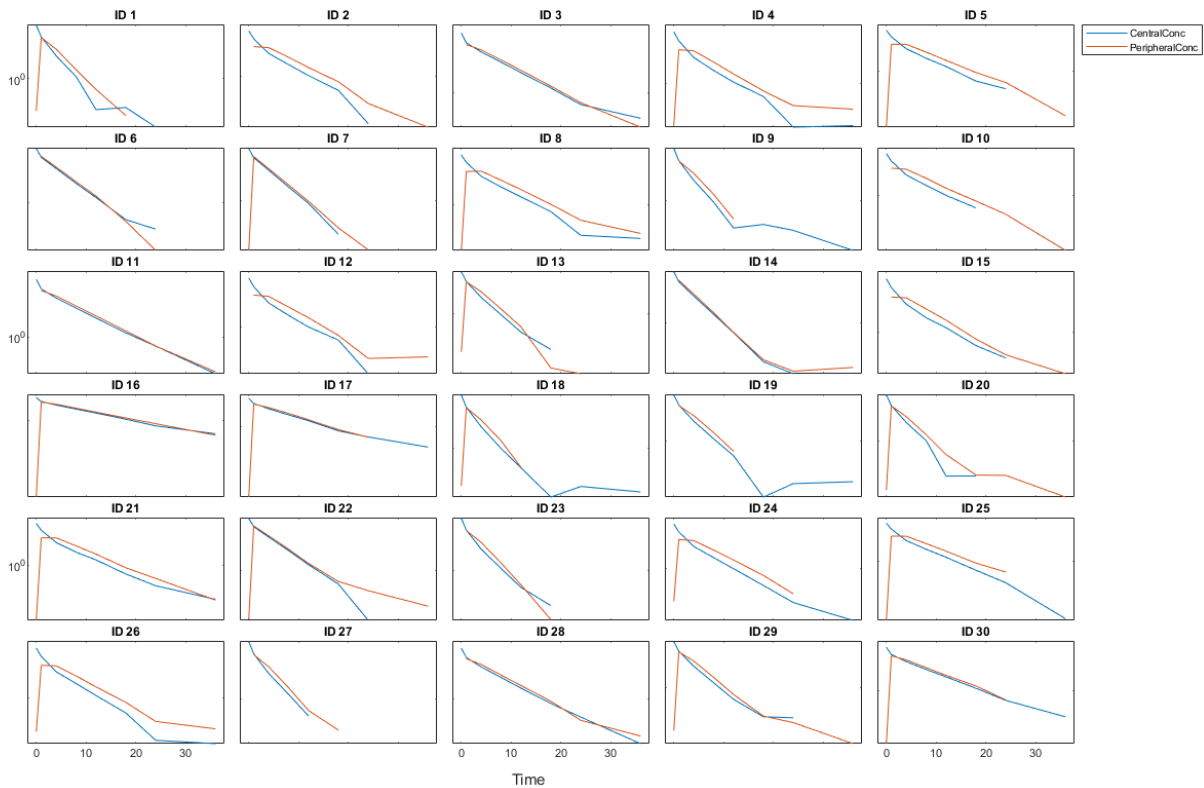 ID 1
ID 2
ID 3
ID 4
ID 5
CentralConc
PeripheralConc
10^0
ID 6
ID 7
ID 8
ID 9
ID 10
ID 11
ID 12
ID 13
ID 14
ID 15
10^0
ID 16
ID 17
ID 18
ID 19
ID 20
ID 21
ID 22
ID 23
ID 24
ID 25
10^0
ID 26
ID 27
ID 28
ID 29
ID 30
0 10 20 30 0 10 20 30 0 10 20 30 0 10 20 30 0 10 20 30
Time